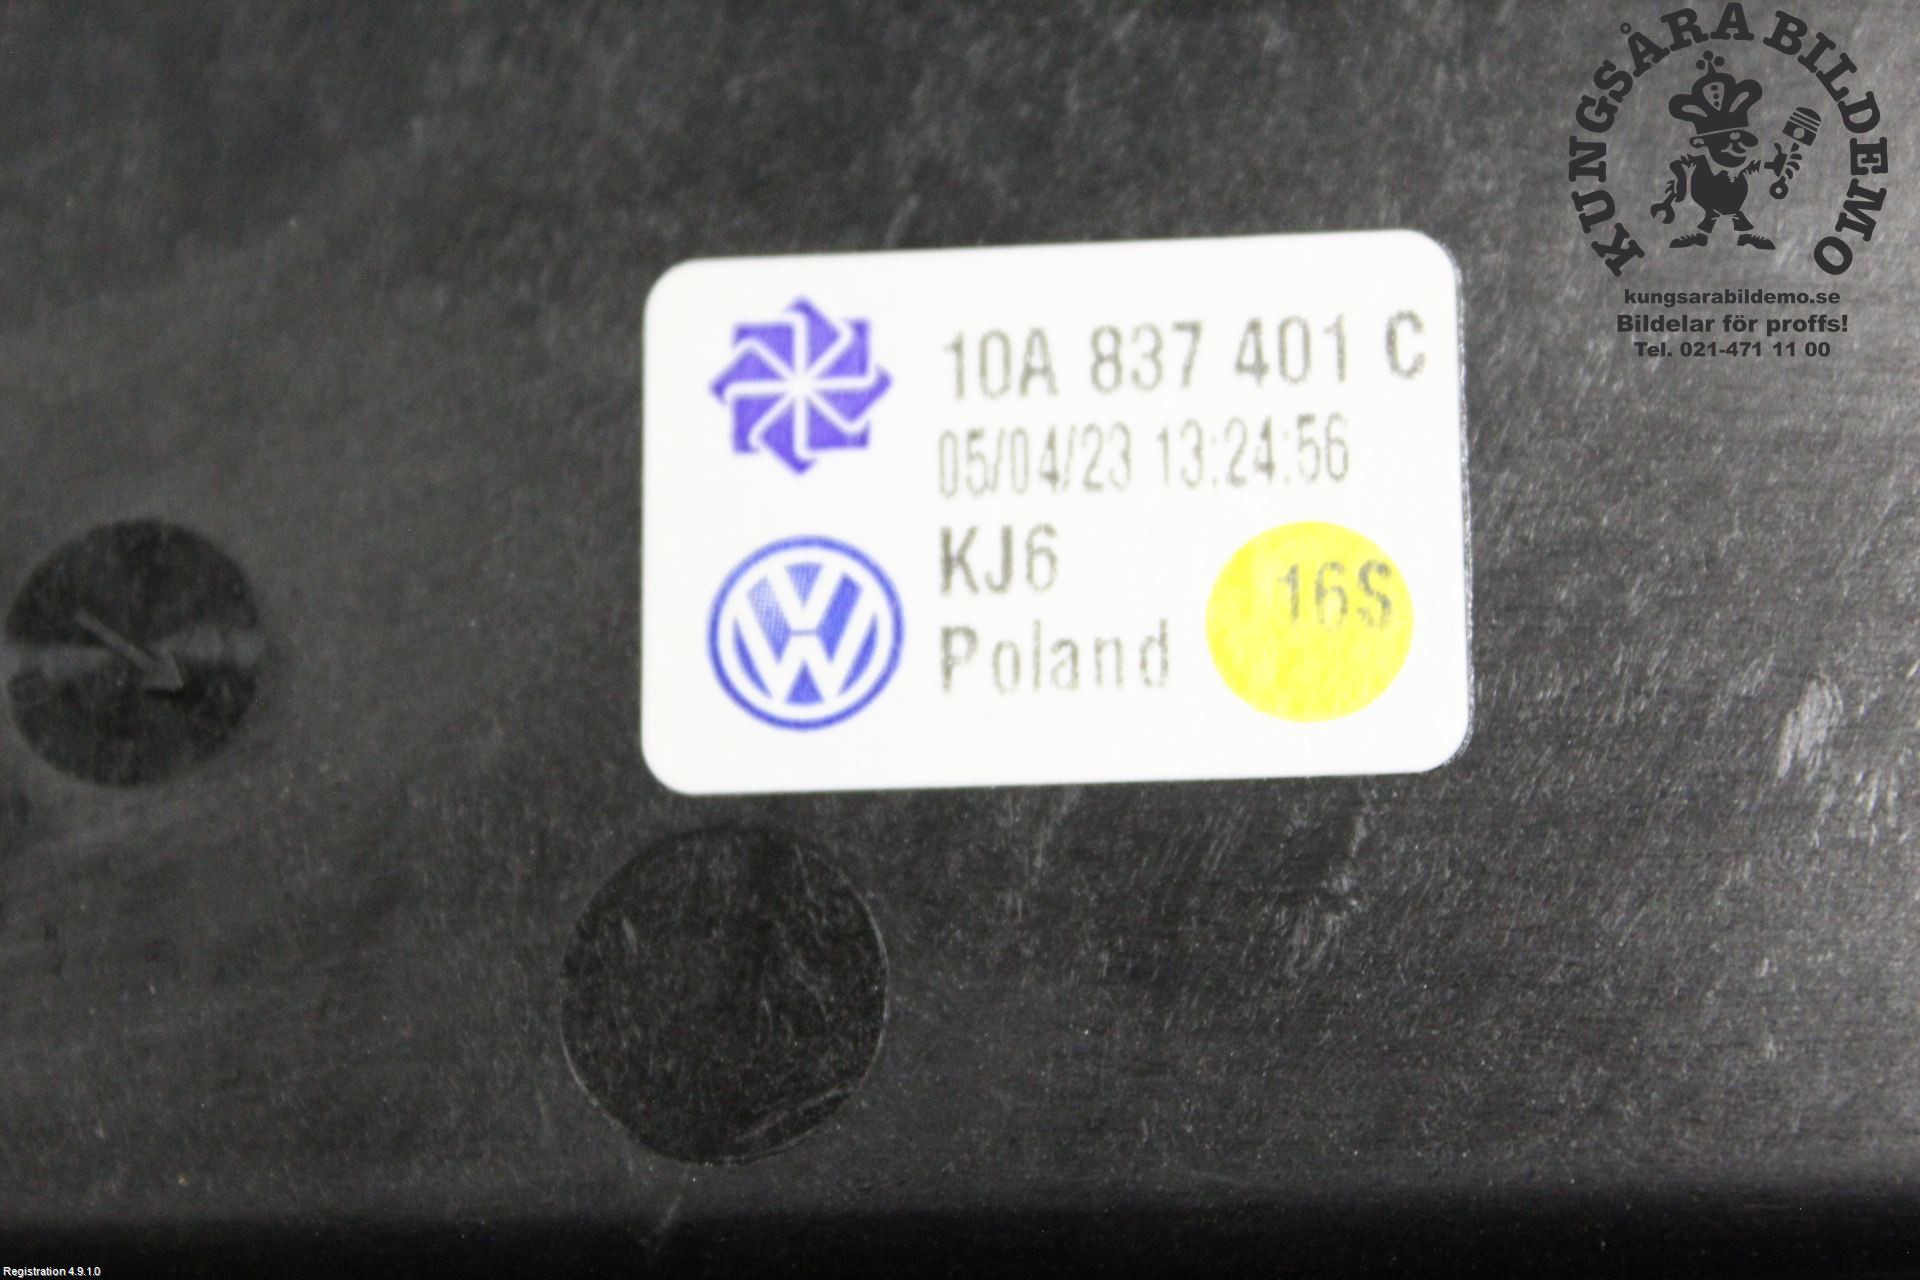 KUNGSÅRA BILDEMO
kungsarabildemo.se
Bildelar för proffs!
Tel. 021-471 11 00
10A 837 401 C
05/04/23 13:24:56
KJ6
16S
Poland
Registration 4.9.1.0